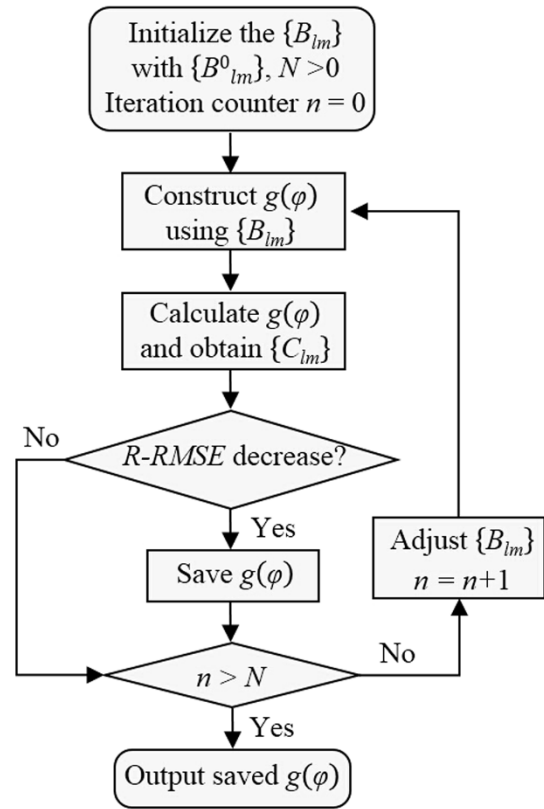 Initialize the {B_lm}
with {B^0_lm}, N >0
Iteration counter n = 0
Construct g(φ)
using {B_lm}
Calculate g(φ)
and obtain {C_lm}
No
R-RMSE decrease?
Yes
Save g(φ)
Adjust {B_lm}
n = n+1
n > N
No
Yes
Output saved g(φ)